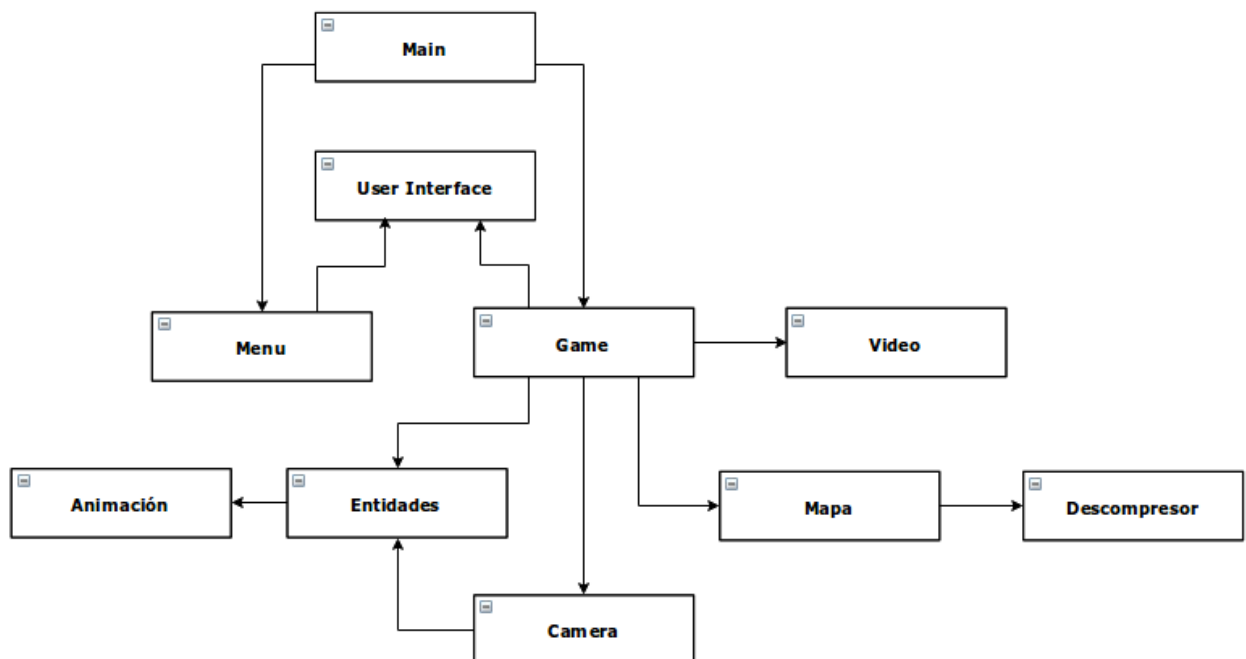 Main
User Interface
Menu
Game
Video
Animación
Entidades
Mapa
Descompresor
Camera